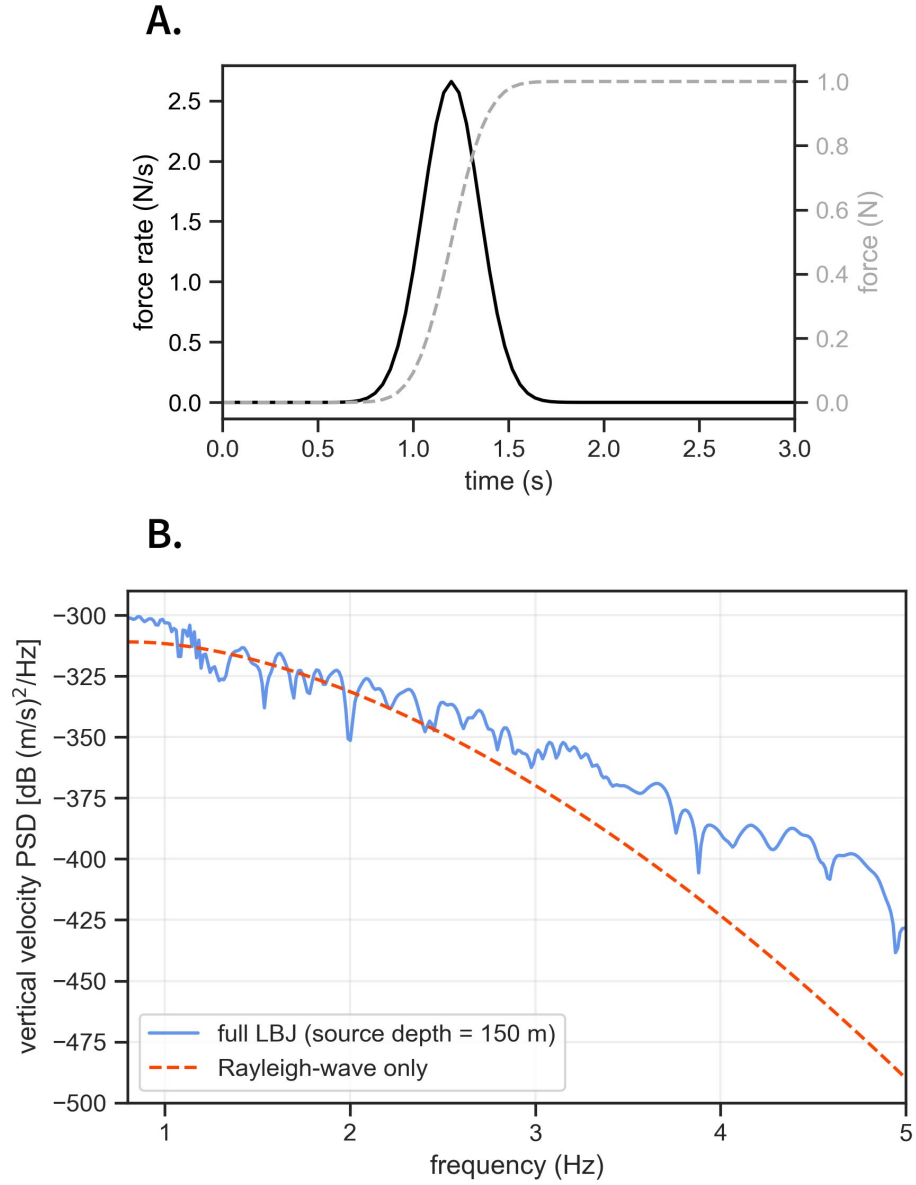 A.
2.5
2.0
1.5
1.0
0.5
0.0
force rate (N/s)
1.0
0.8
0.6
0.4
0.2
0.0
force (N)
0.0 0.5 1.0 1.5 2.0 2.5 3.0
time (s)
B.
−300
−325
−350
−375
−400
−425
−450
−475
−500
vertical velocity PSD [dB (m/s)²/Hz]
full LBJ (source depth = 150 m)
Rayleigh-wave only
1 2 3 4 5
frequency (Hz)